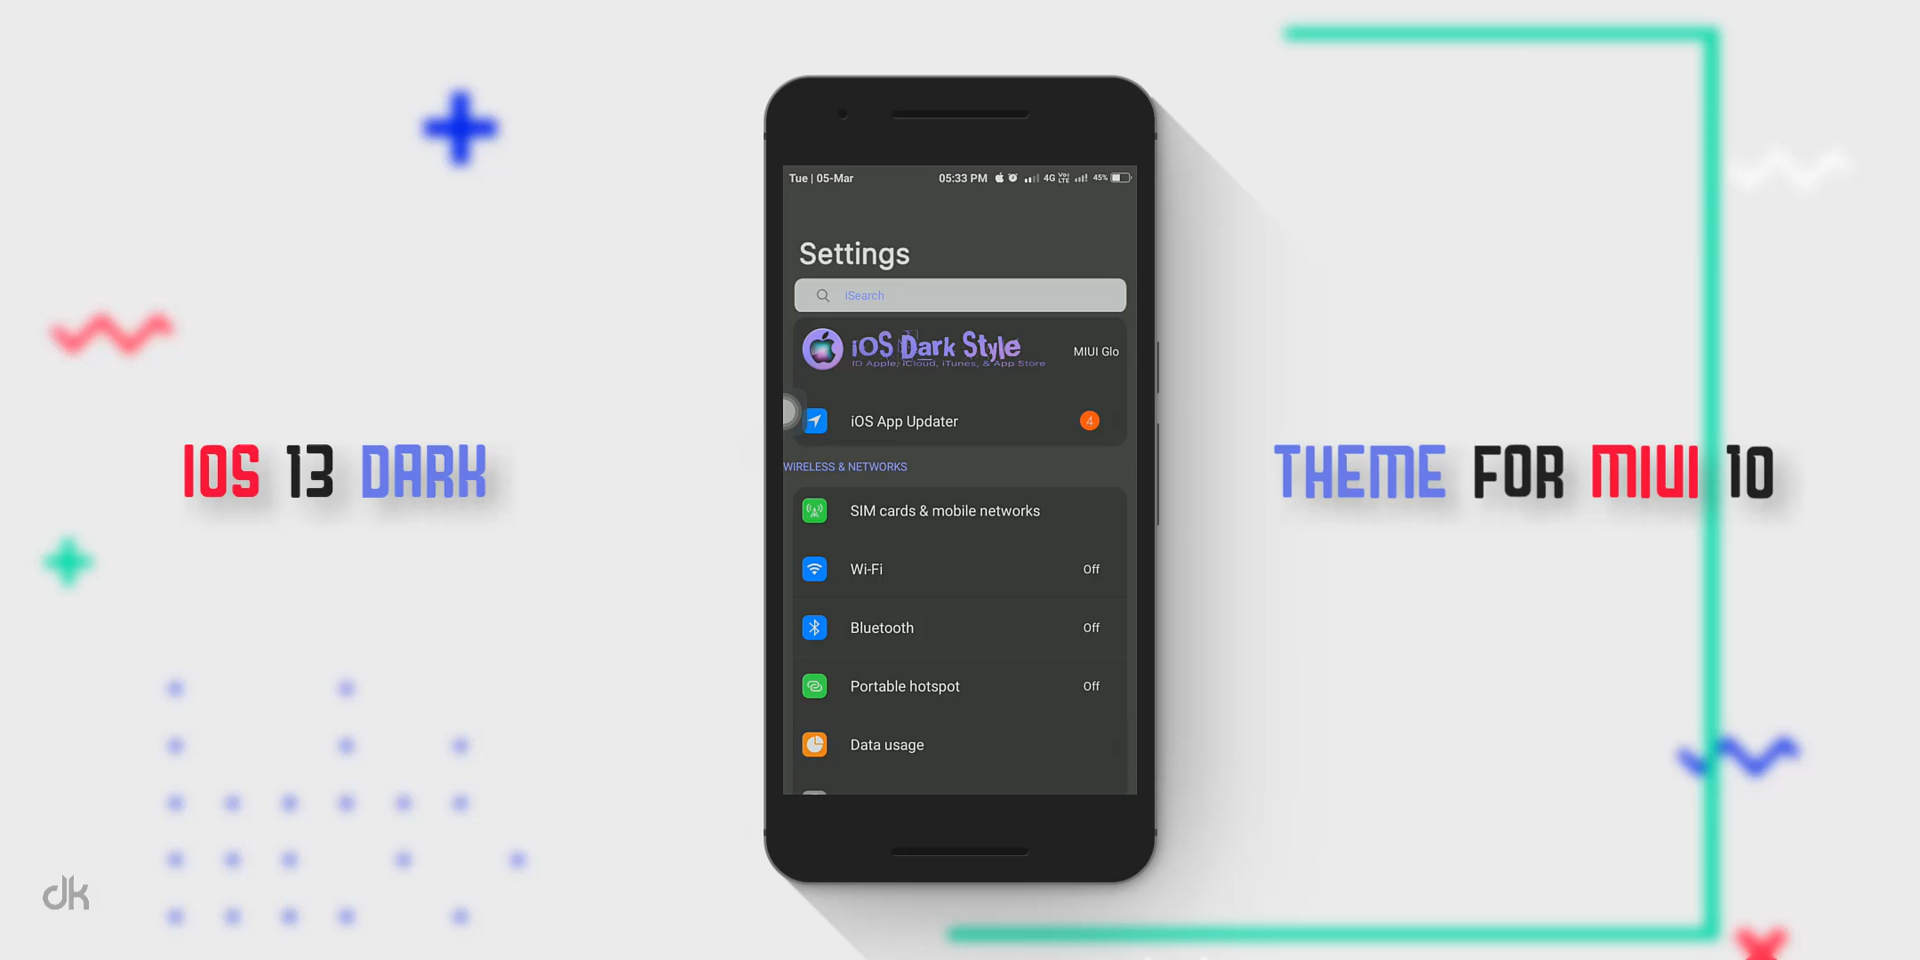 Tue | 05-Mar 05:33 PM 4G Vo) LTE 45%
Settings
iSearch
iOS Dark Style
ID Apple, iCloud, iTunes, & App Store
MIUI Glo
iOS App Updater 4
WIRELESS & NETWORKS
SIM cards & mobile networks
Wi-Fi Off
Bluetooth Off
Portable hotspot Off
Data usage
IOS 13 DARK
THEME FOR MIUI 10
dk